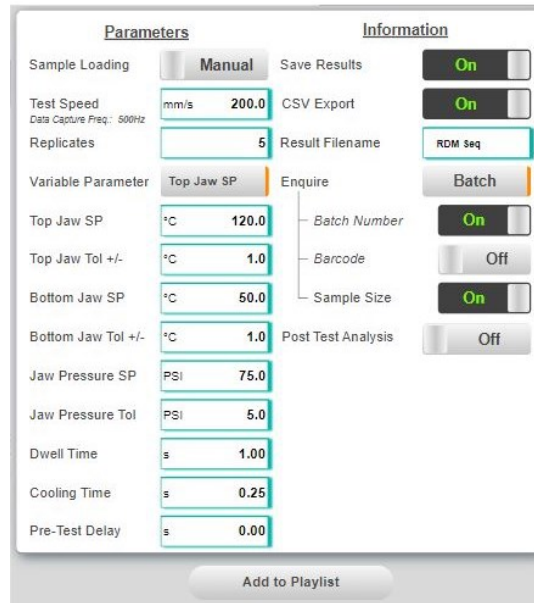 Parameters
Information
Sample Loading Manual Save Results On
Test Speed mm/s 200.0 CSV Export On
Data Capture Freq.: 500Hz
Replicates 5 Result Filename RDM Seq
Variable Parameter Top Jaw SP Enquire Batch
Top Jaw SP °C 120.0 Batch Number On
Top Jaw Tol +/- °C 1.0 Barcode Off
Bottom Jaw SP °C 50.0 Sample Size On
Bottom Jaw Tol +/- °C 1.0 Post Test Analysis Off
Jaw Pressure SP PSI 75.0
Jaw Pressure Tol PSI 5.0
Dwell Time s 1.00
Cooling Time s 0.25
Pre-Test Delay s 0.00
Add to Playlist